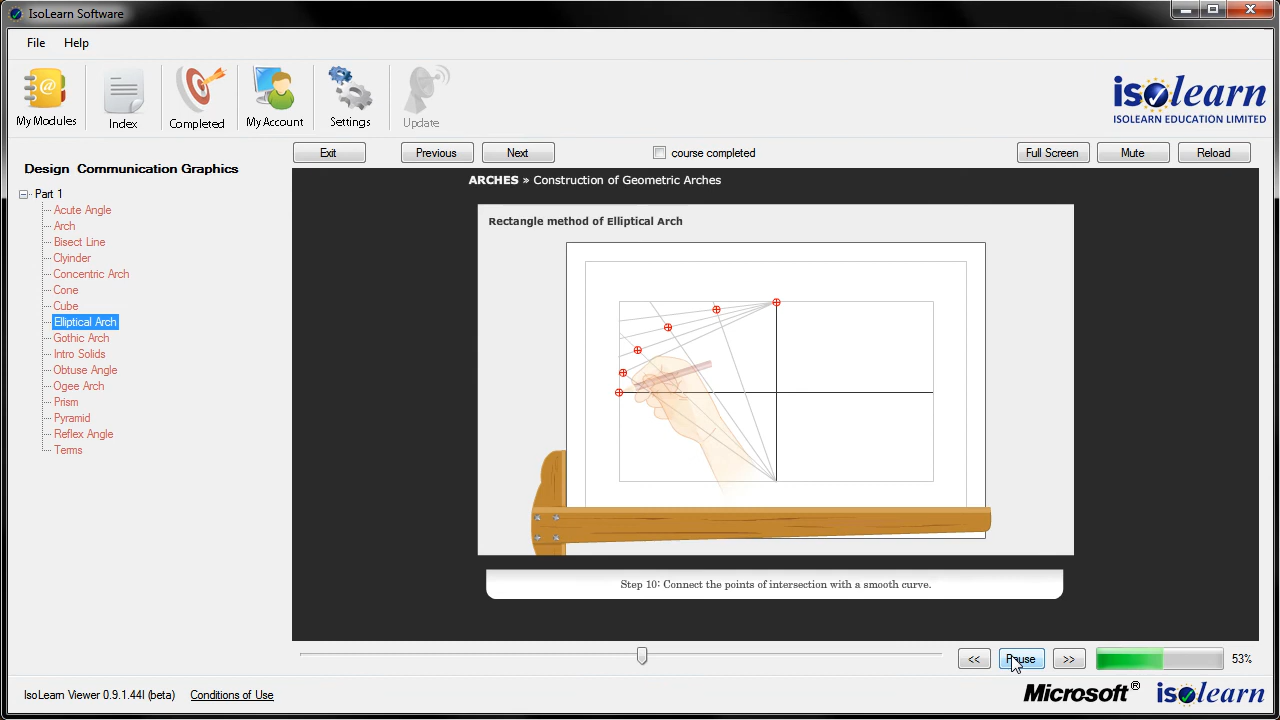 IsoLearn Software
File Help
My Modules Index Completed My Account Settings Update
isolearn
ISOLEARN EDUCATION LIMITED
Exit Previous Next course completed Full Screen Mute Reload
Design Communication Graphics
Part 1
Acute Angle
Arch
Bisect Line
Clyinder
Concentric Arch
Cone
Cube
Elliptical Arch
Gothic Arch
Intro Solids
Obtuse Angle
Ogee Arch
Prism
Pyramid
Reflex Angle
Terms
ARCHES » Construction of Geometric Arches
Rectangle method of Elliptical Arch
Step 10: Connect the points of intersection with a smooth curve.
<< Pause >> 53%
IsoLearn Viewer 0.9.1.44l (beta) Conditions of Use
Microsoft® isolearn